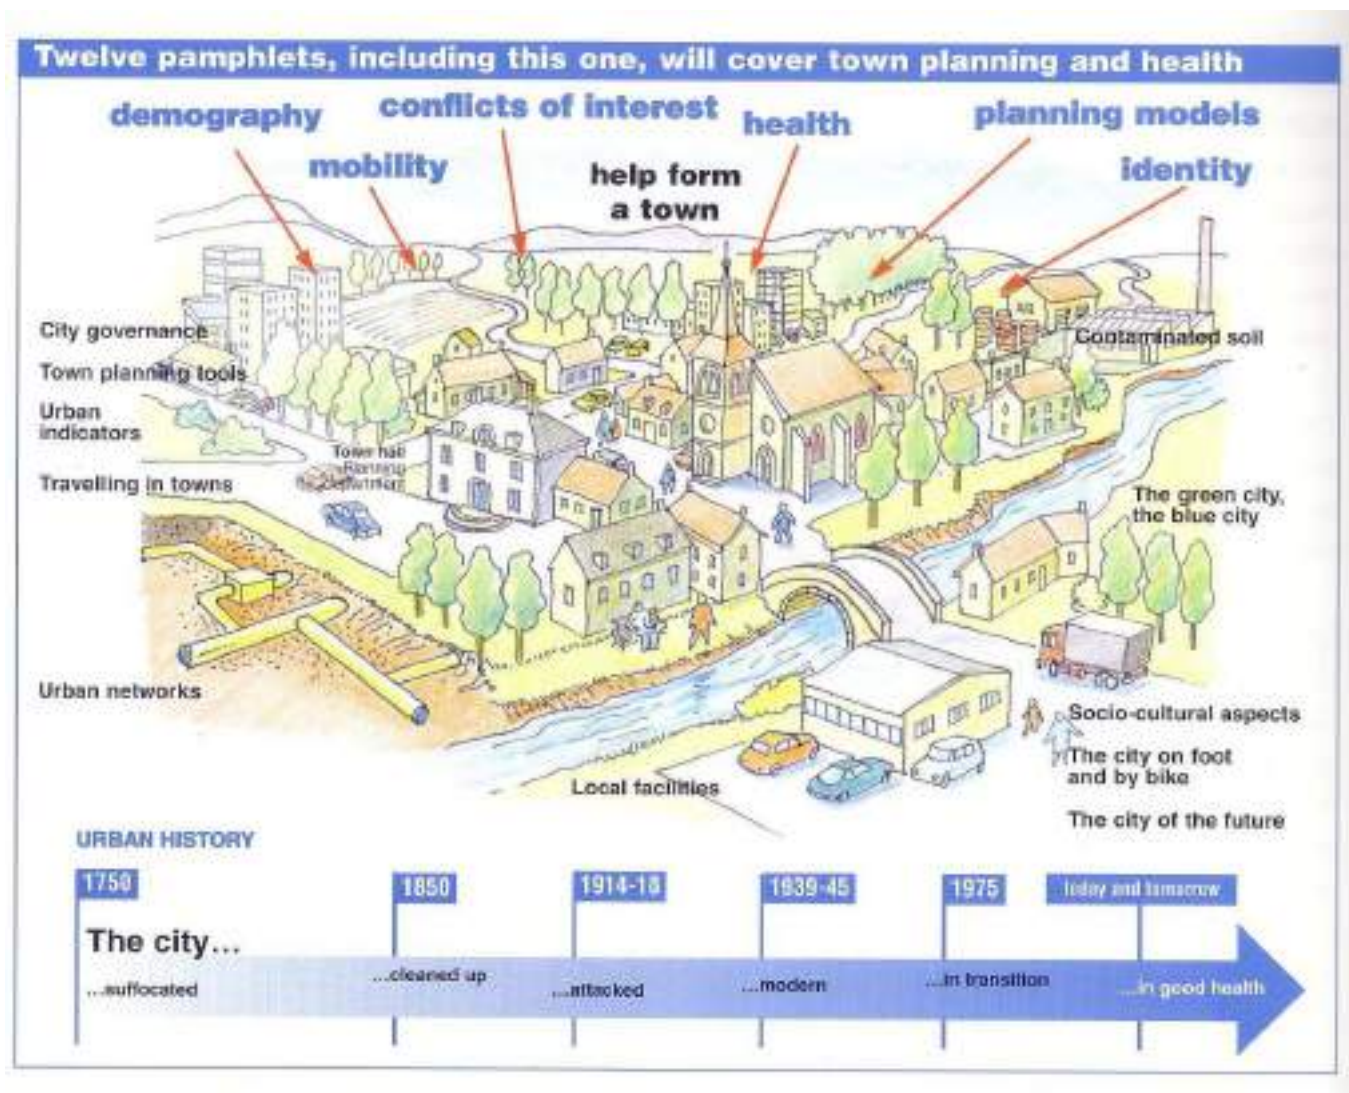 Twelve pamphlets, including this one, will cover town planning and health
demography
conflicts of interest
health
planning models
mobility
help form
a town
identity
City governance
Contaminated soil
Town planning tools
Urban
indicators
Town hall
Planning
Department
Travelling in towns
The green city,
the blue city
Urban networks
Socio-cultural aspects
The city on foot
and by bike
Local facilities
The city of the future
URBAN HISTORY
1750
1850
1914-18
1939-45
1975
today and tomorrow
The city...
...suffocated
...cleaned up
...attacked
...modern
...in transition
...in good health